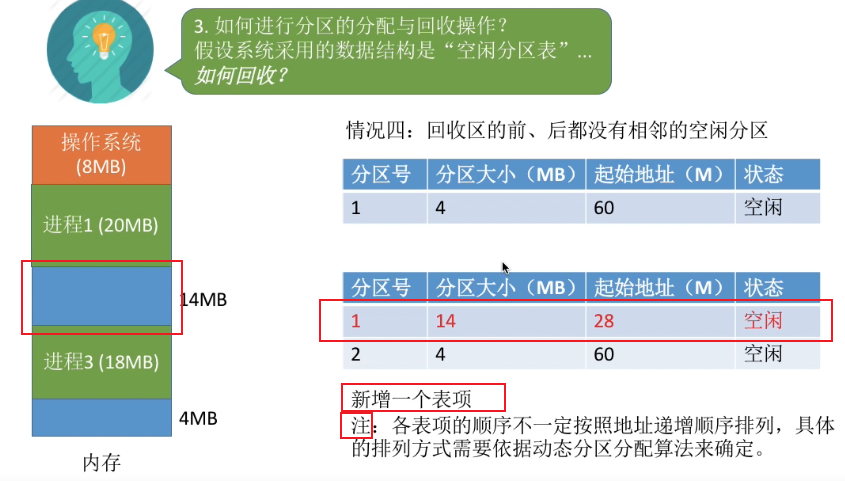 3. 如何进行分区的分配与回收操作？
假设系统采用的数据结构是“空闲分区表”...
如何回收？
操作系统
(8MB)
进程1 (20MB)
14MB
进程3 (18MB)
4MB
内存
情况四：回收区的前、后都没有相邻的空闲分区
分区号 分区大小（MB） 起始地址（M） 状态
1 4 60 空闲
分区号 分区大小（MB） 起始地址（M） 状态
1 14 28 空闲
2 4 60 空闲
新增一个表项
注：各表项的顺序不一定按照地址递增顺序排列，具体
的排列方式需要依据动态分区分配算法来确定。